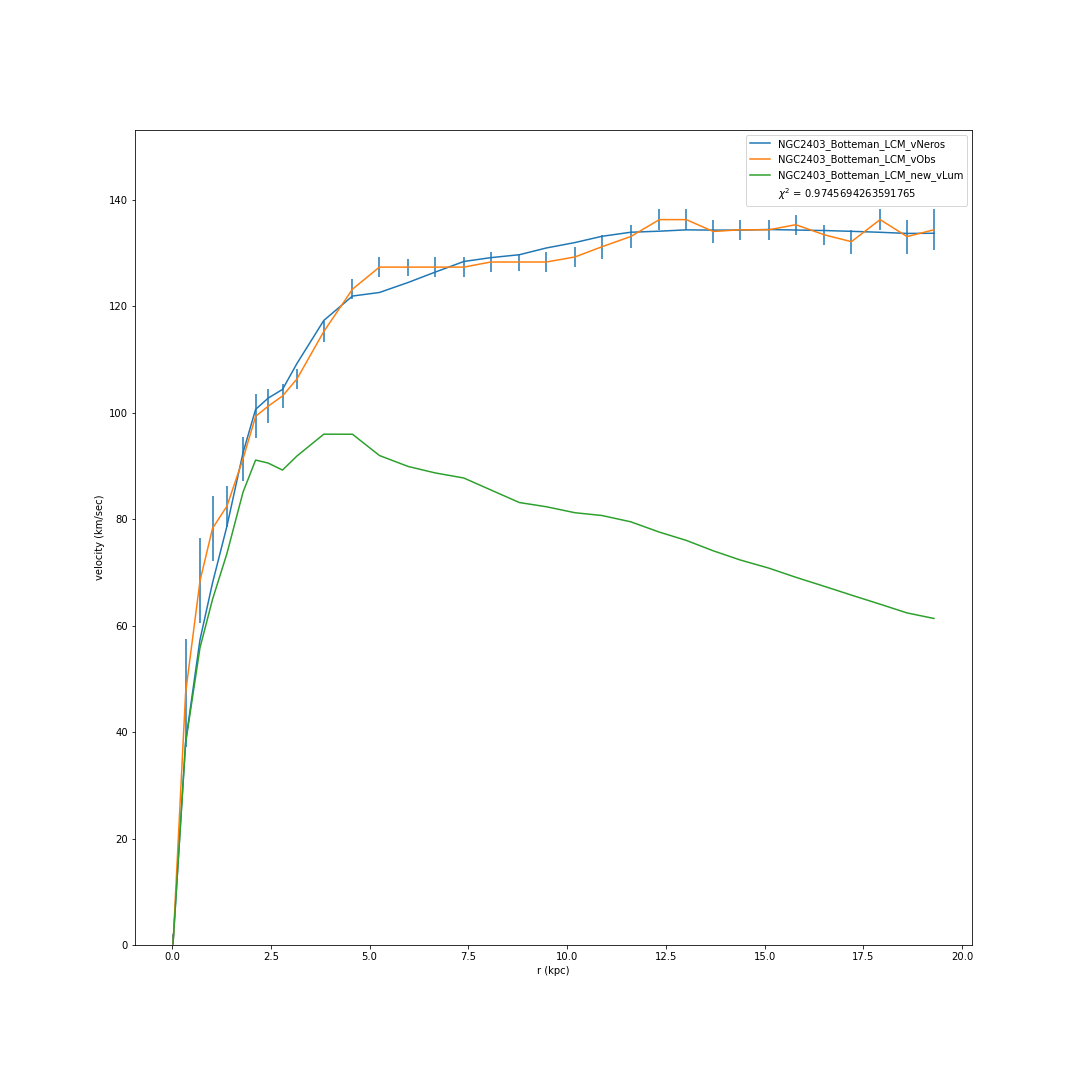 NGC2403_Botteman_LCM_vNeros
NGC2403_Botteman_LCM_vObs
NGC2403_Botteman_LCM_new_vLum
χ² = 0.9745694263591765
140
120
100
80
60
40
20
0
velocity (km/sec)
0.0 2.5 5.0 7.5 10.0 12.5 15.0 17.5 20.0
r (kpc)